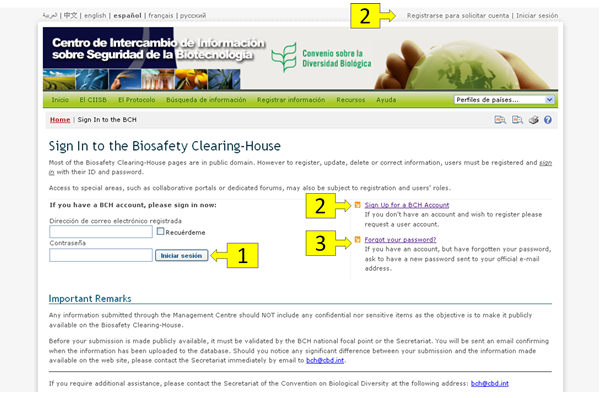 العربية | 中文 | english | español | français | русский
2
Registrarse para solicitar cuenta | Iniciar sesión
Centro de Intercambio de Información
sobre Seguridad de la Biotecnología
Convenio sobre la
Diversidad Biológica
Inicio El CIISB El Protocolo Búsqueda de información Registrar información Recursos Ayuda Perfiles de países...
Home | Sign In to the BCH
Sign In to the Biosafety Clearing-House
Most of the Biosafety Clearing-House pages are in public domain. However to register, update, delete or correct information, users must be registered and sign
in with their ID and password.
Access to special areas, such as collaborative portals or dedicated forums, may also be subject to registration and users' roles.
If you have a BCH account, please sign in now:
Dirección de correo electrónico registrada
Recuérdeme
Contraseña
Iniciar sesión
1
2
Sign Up for a BCH Account
If you don't have an account and wish to register please
request a user account.
3
Forgot your password?
If you have an account, but have forgotten your password,
ask to have a new password sent to your official e-mail
address.
Important Remarks
Any information submitted through the Management Centre should NOT include any confidential nor sensitive items as the objective is to make it publicly
available on the Biosafety Clearing-House.
Before your submission is made publicly available, it must be validated by the BCH national focal point or the Secretariat. You will be sent an email confirming
when the information has been uploaded to the database. Should you notice any significant difference between your submission and the information made
available on the web site, please contact the Secretariat immediately by email to bch@cbd.int.
If you require additional assistance, please contact the Secretariat of the Convention on Biological Diversity at the following address: bch@cbd.int